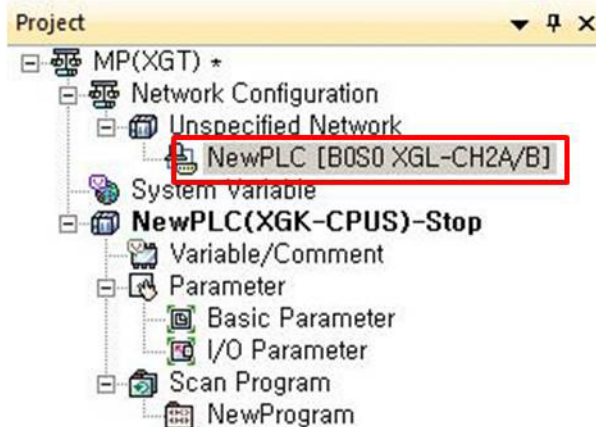 Project
MP(XGT) *
Network Configuration
Unspecified Network
NewPLC [B0S0 XGL-CH2A/B]
System Variable
NewPLC(XGK-CPUS)-Stop
Variable/Comment
Parameter
Basic Parameter
I/O Parameter
Scan Program
NewProgram